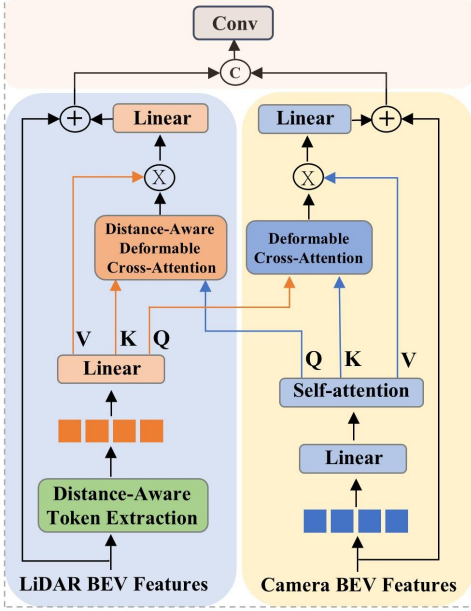 Conv
C
+
Linear
Linear
+
X
X
Distance-Aware
Deformable
Cross-Attention
Deformable
Cross-Attention
V
K
Q
Q
K
V
Linear
Self-attention
Linear
Distance-Aware
Token Extraction
LiDAR BEV Features
Camera BEV Features